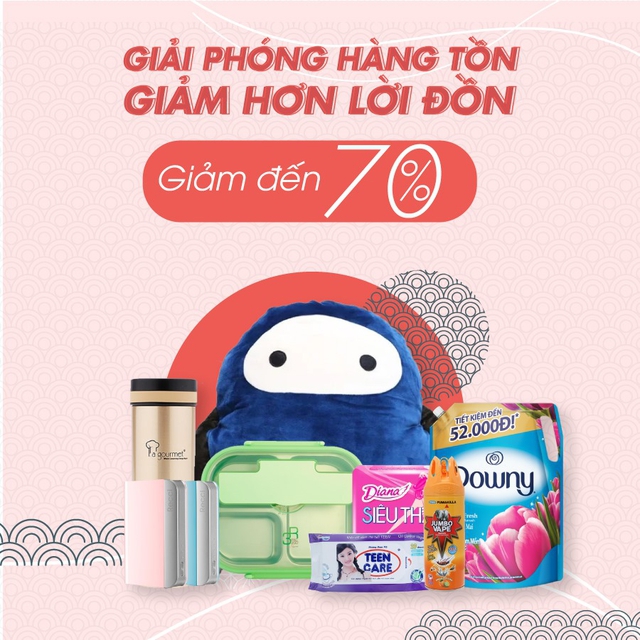 GIẢI PHÓNG HÀNG TỒN
GIẢM HƠN LỜI ĐỒN
Giảm đến 70%
TIẾT KIỆM ĐẾN
52.000Đ!*
Downy
la gourmet
Diana
SIÊU TH
JUMBO
VAPE
TEEN
CARE